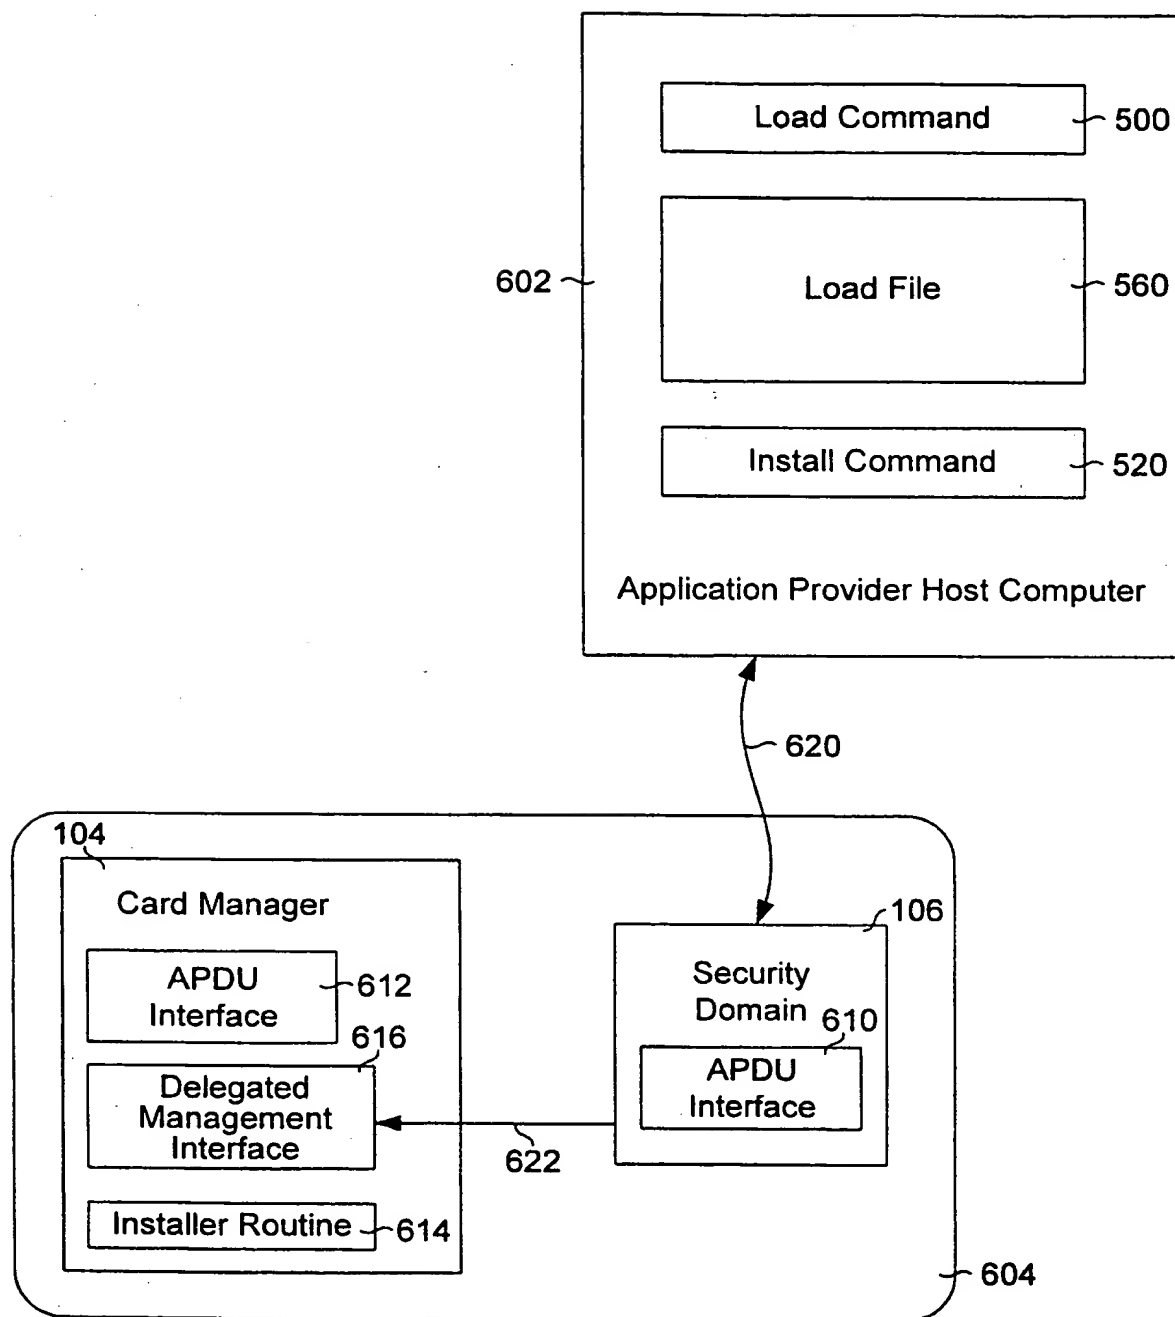 Load Command
500
602
Load File
560
Install Command
520
Application Provider Host Computer
620
104
Card Manager
106
APDU
Interface
612
Security
Domain
616
610
Delegated
Management
Interface
APDU
Interface
622
Installer Routine
614
604